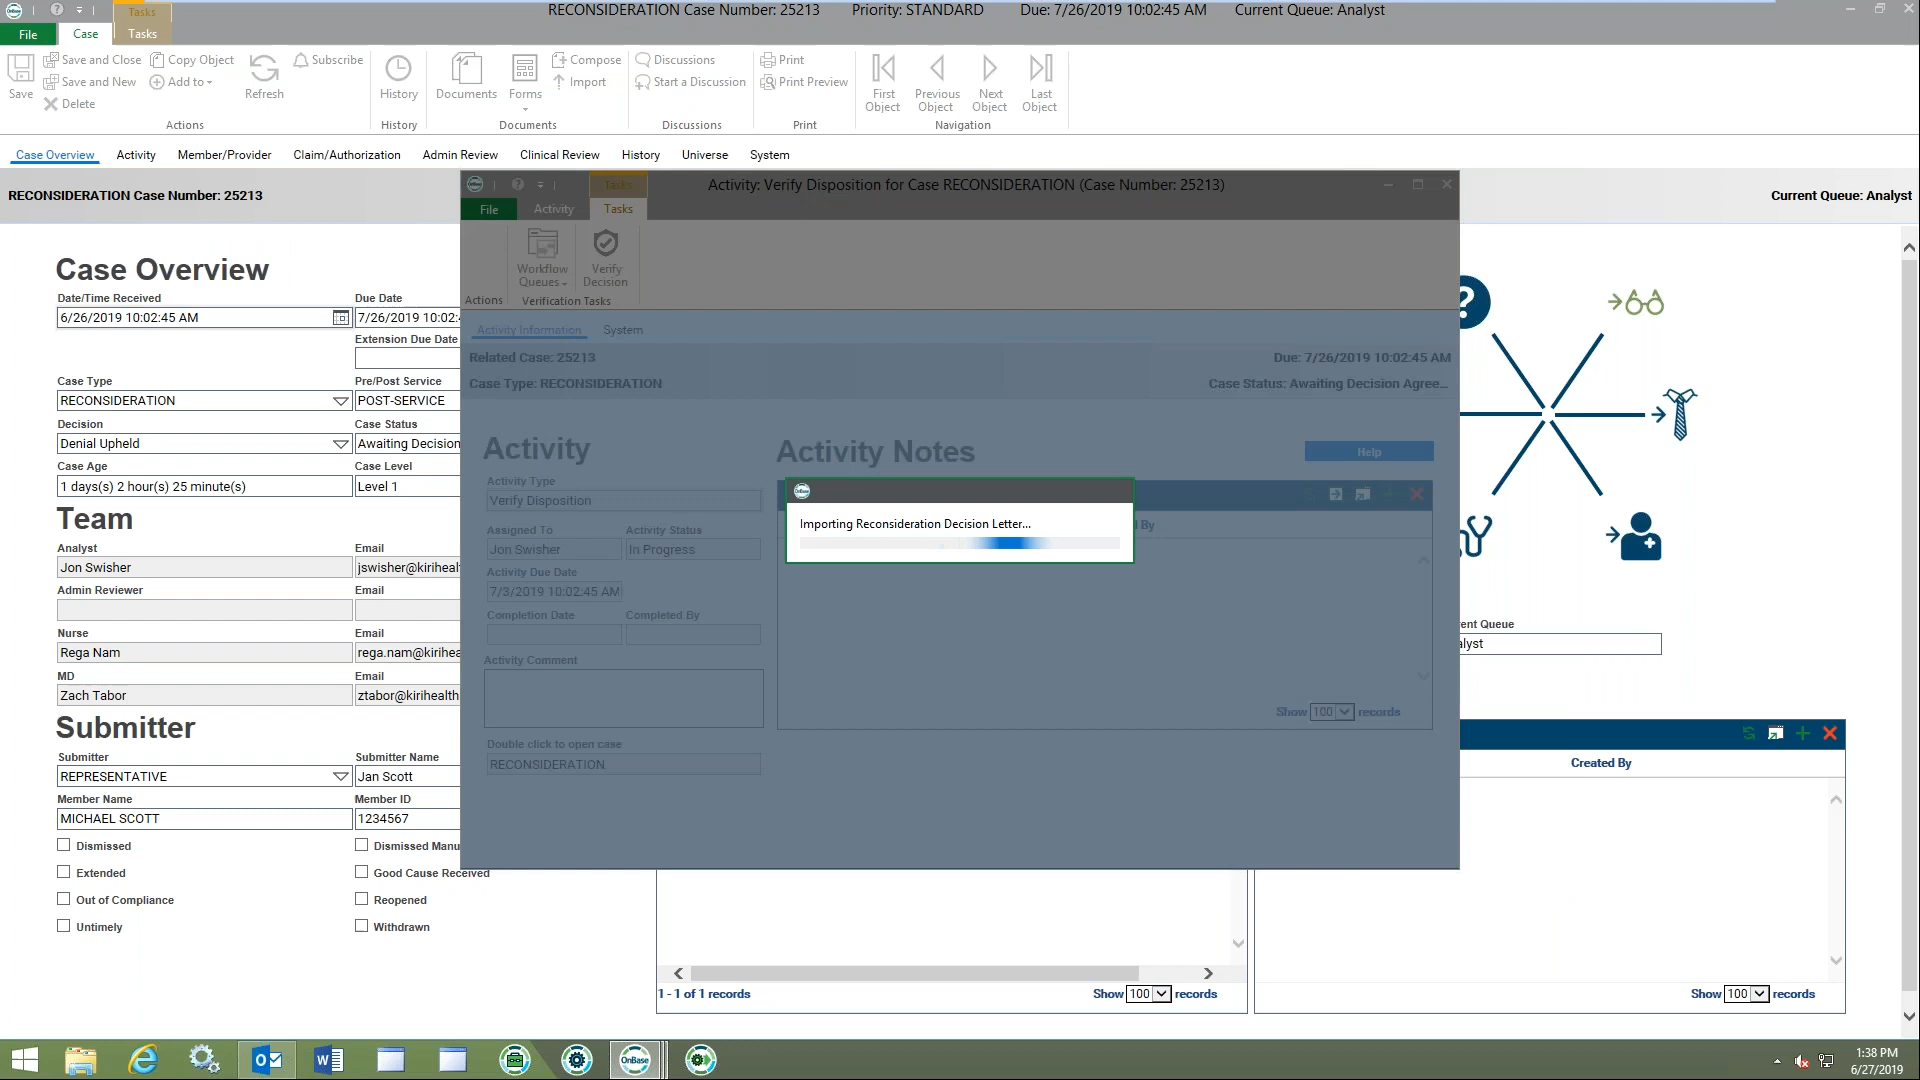 Tasks
RECONSIDERATION Case Number: 25213 Priority: STANDARD Due: 7/26/2019 10:02:45 AM Current Queue: Analyst
File Case Tasks
Save
Save and Close
Save and New
Delete
Copy Object
Add to
Refresh
Subscribe
Actions
History
History
Documents
Forms
Compose
Import
Documents
Discussions
Start a Discussion
Discussions
Print
Print Preview
Print
First Object
Previous Object
Next Object
Last Object
Navigation
Case Overview Activity Member/Provider Claim/Authorization Admin Review Clinical Review History Universe System
RECONSIDERATION Case Number: 25213
Current Queue: Analyst
Case Overview
Date/Time Received Due Date
6/26/2019 10:02:45 AM 7/26/2019 10:02:
Extension Due Date
Case Type Pre/Post Service
RECONSIDERATION POST-SERVICE
Decision Case Status
Denial Upheld Awaiting Decision
Case Age Case Level
1 days(s) 2 hour(s) 25 minute(s) Level 1
Team
Analyst Email
Jon Swisher jswisher@kiriheal
Admin Reviewer Email
Nurse Email
Rega Nam rega.nam@kirihea
MD Email
Zach Tabor ztabor@kirihealth
Submitter
Submitter Submitter Name
REPRESENTATIVE Jan Scott
Member Name Member ID
MICHAEL SCOTT 1234567
Dismissed Dismissed Manu
Extended Good Cause Received
Out of Compliance Reopened
Untimely Withdrawn
Tasks
Activity: Verify Disposition for Case RECONSIDERATION (Case Number: 25213)
File Activity Tasks
Workflow Queues
Verify Decision
Actions Verification Tasks
Activity Information System
Related Case: 25213 Due: 7/26/2019 10:02:45 AM
Case Type: RECONSIDERATION Case Status: Awaiting Decision Agree...
Activity
Activity Type
Verify Disposition
Assigned To Activity Status
Jon Swisher In Progress
Activity Due Date
7/3/2019 10:02:45 AM
Completion Date Completed By
Activity Comment
Double click to open case
RECONSIDERATION
Activity Notes
Help
d By
Show 100 records
OnBase
Importing Reconsideration Decision Letter...
ent Queue
alyst
Created By
1 - 1 of 1 records
Show 100 records
Show 100 records
OnBase
1:38 PM
6/27/2019